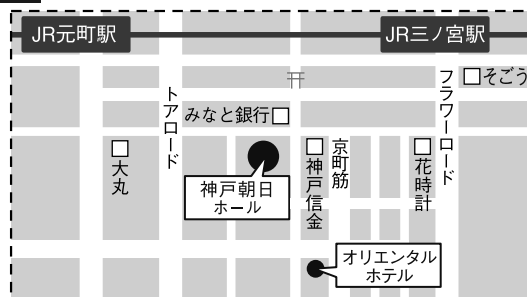 JR元町駅
JR三ノ宮駅
そごう
トアロード
フラワーロード
みなと銀行
大丸
神戸朝日
ホール
神戸信金
京町筋
花時計
オリエンタル
ホテル